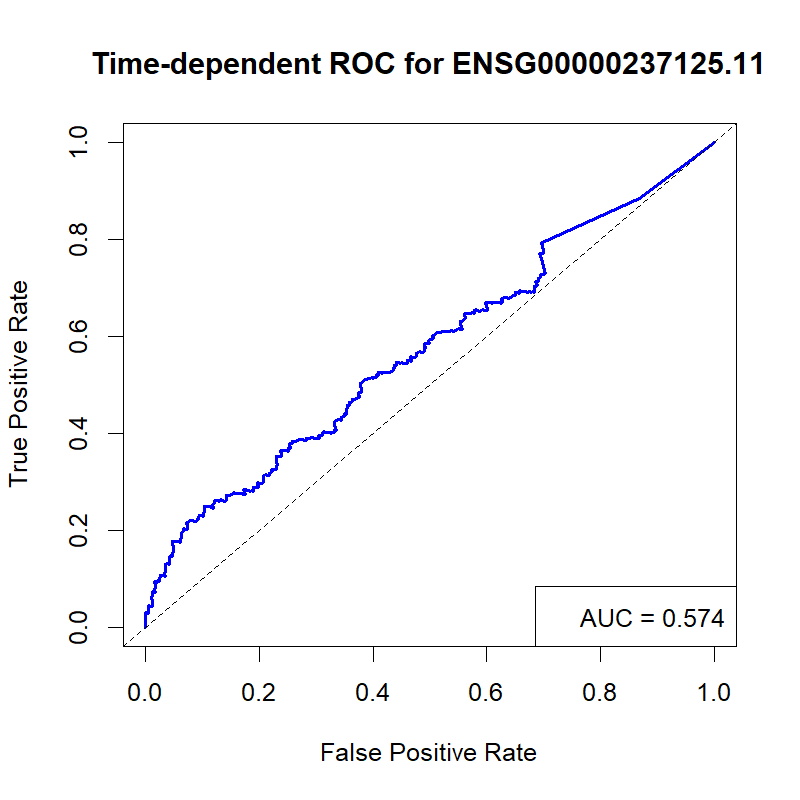 Time-dependent ROC for ENSG00000237125.11
True Positive Rate
1.0
0.8
0.6
0.4
0.2
0.0
AUC = 0.574
0.0 0.2 0.4 0.6 0.8 1.0
False Positive Rate